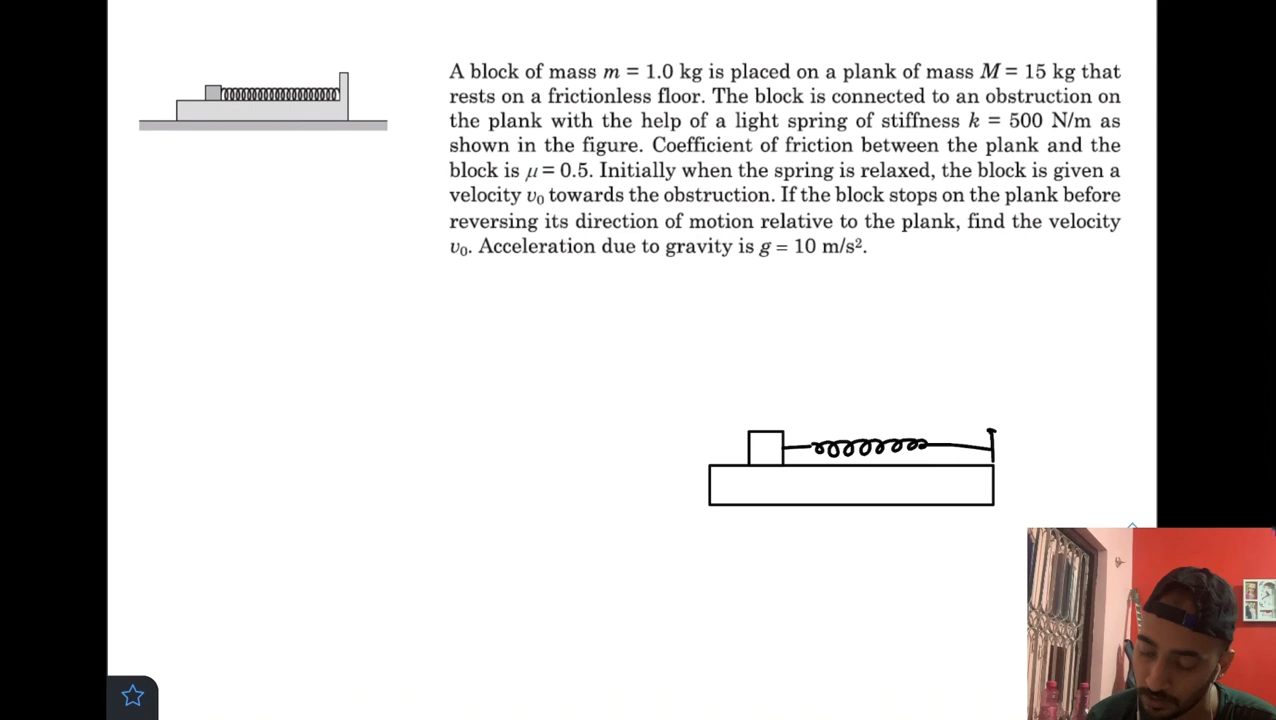 A block of mass m = 1.0 kg is placed on a plank of mass M = 15 kg that
rests on a frictionless floor. The block is connected to an obstruction on
the plank with the help of a light spring of stiffness k = 500 N/m as
shown in the figure. Coefficient of friction between the plank and the
block is μ = 0.5. Initially when the spring is relaxed, the block is given a
velocity υ₀ towards the obstruction. If the block stops on the plank before
reversing its direction of motion relative to the plank, find the velocity
υ₀. Acceleration due to gravity is g = 10 m/s².